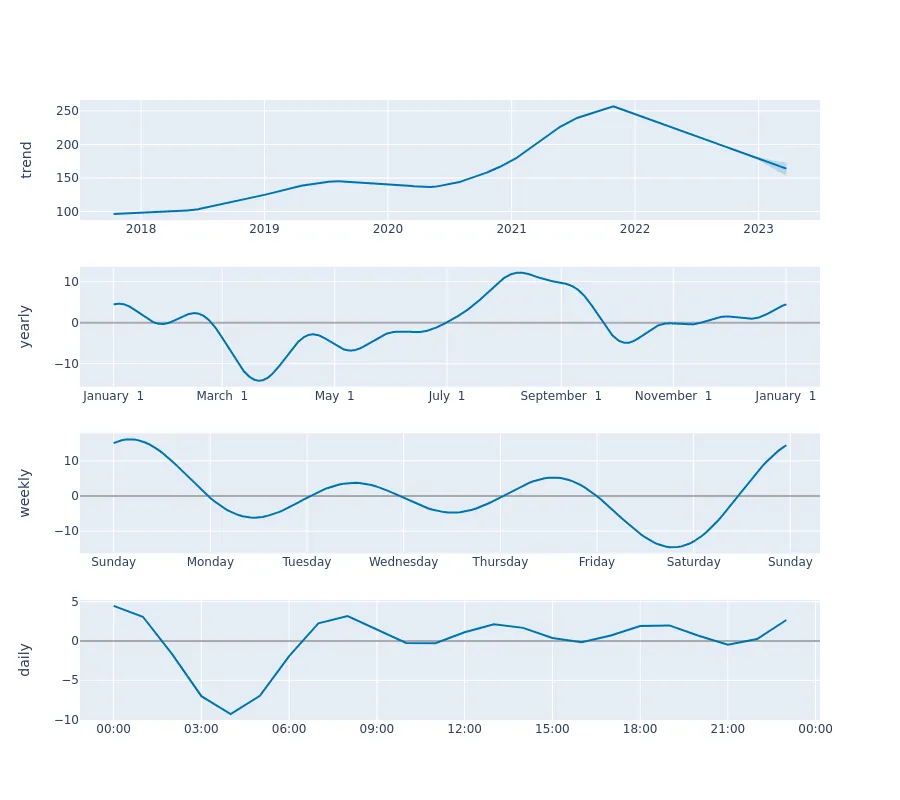 trend
250
200
150
100
2018 2019 2020 2021 2022 2023
yearly
10
0
−10
January 1 March 1 May 1 July 1 September 1 November 1 January 1
weekly
10
0
−10
Sunday Monday Tuesday Wednesday Thursday Friday Saturday Sunday
daily
5
0
−5
−10
00:00 03:00 06:00 09:00 12:00 15:00 18:00 21:00 00:00